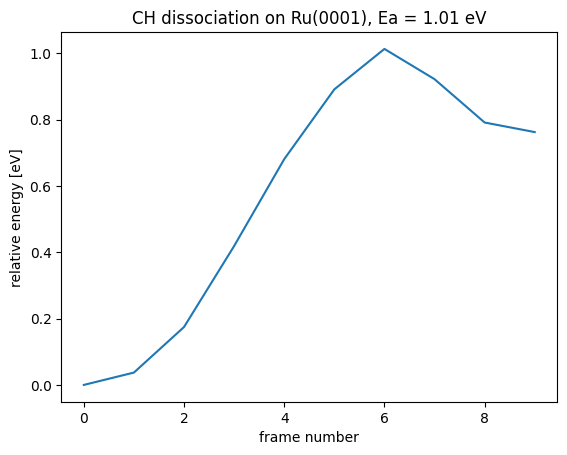 CH dissociation on Ru(0001), Ea = 1.01 eV
1.0
0.8
0.6
0.4
0.2
0.0
relative energy [eV]
0 2 4 6 8
frame number